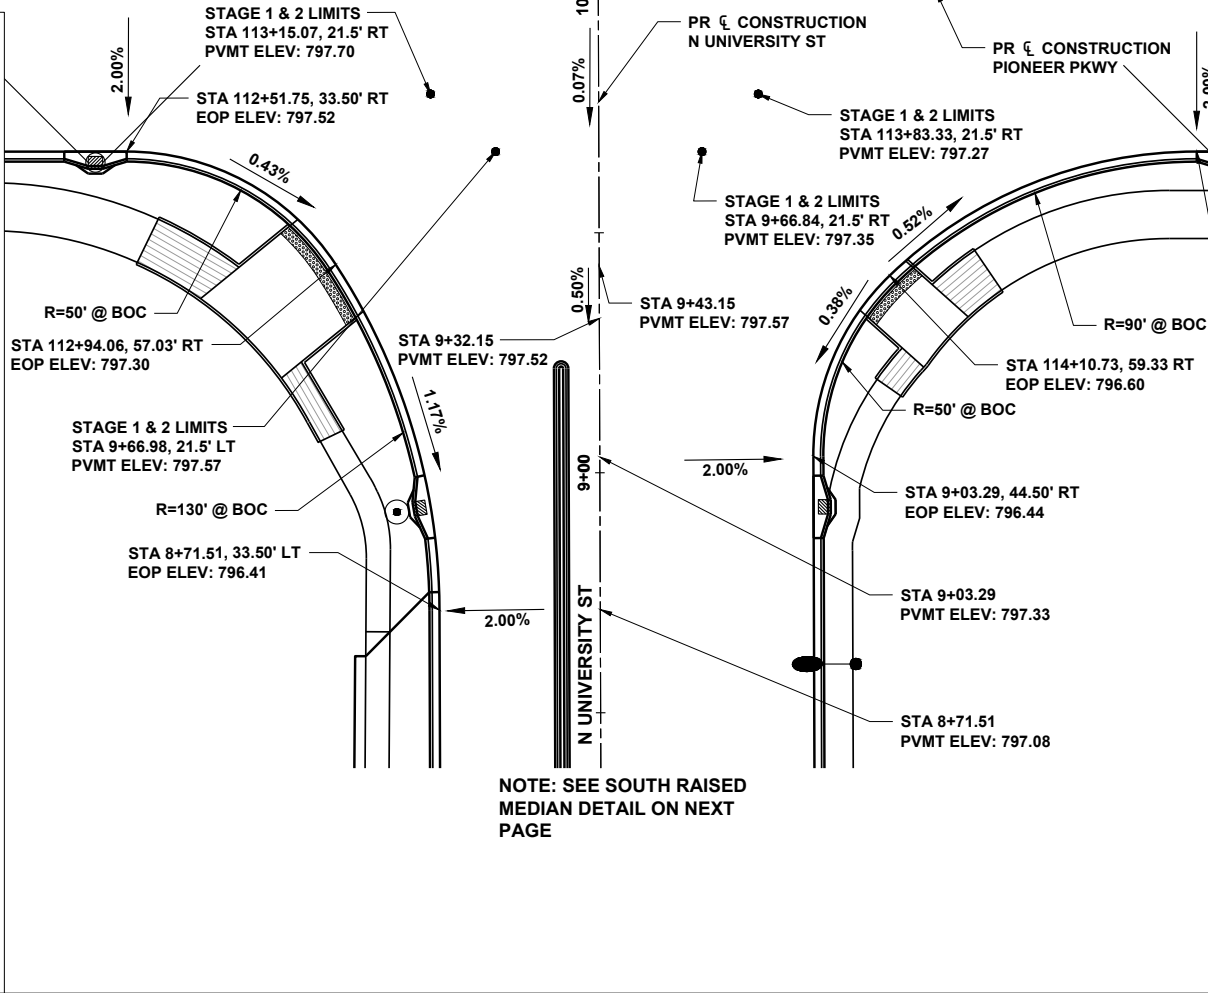 STAGE 1 & 2 LIMITS
STA 113+15.07, 21.5' RT
PVMT ELEV: 797.70
2.00%
STA 112+51.75, 33.50' RT
EOP ELEV: 797.52
0.43%
10
0.07%
PR ℄ CONSTRUCTION
N UNIVERSITY ST
PR ℄ CONSTRUCTION
PIONEER PKWY
STAGE 1 & 2 LIMITS
STA 113+83.33, 21.5' RT
PVMT ELEV: 797.27
STAGE 1 & 2 LIMITS
STA 9+66.84, 21.5' RT
PVMT ELEV: 797.35
0.52%
0.50%
STA 9+43.15
PVMT ELEV: 797.57
0.38%
R=90' @ BOC
R=50' @ BOC
STA 112+94.06, 57.03' RT
EOP ELEV: 797.30
STA 9+32.15
PVMT ELEV: 797.52
STA 114+10.73, 59.33 RT
EOP ELEV: 796.60
R=50' @ BOC
1.17%
STAGE 1 & 2 LIMITS
STA 9+66.98, 21.5' LT
PVMT ELEV: 797.57
9+00
2.00%
R=130' @ BOC
STA 9+03.29, 44.50' RT
EOP ELEV: 796.44
STA 8+71.51, 33.50' LT
EOP ELEV: 796.41
2.00%
N UNIVERSITY ST
STA 9+03.29
PVMT ELEV: 797.33
STA 8+71.51
PVMT ELEV: 797.08
NOTE: SEE SOUTH RAISED
MEDIAN DETAIL ON NEXT
PAGE